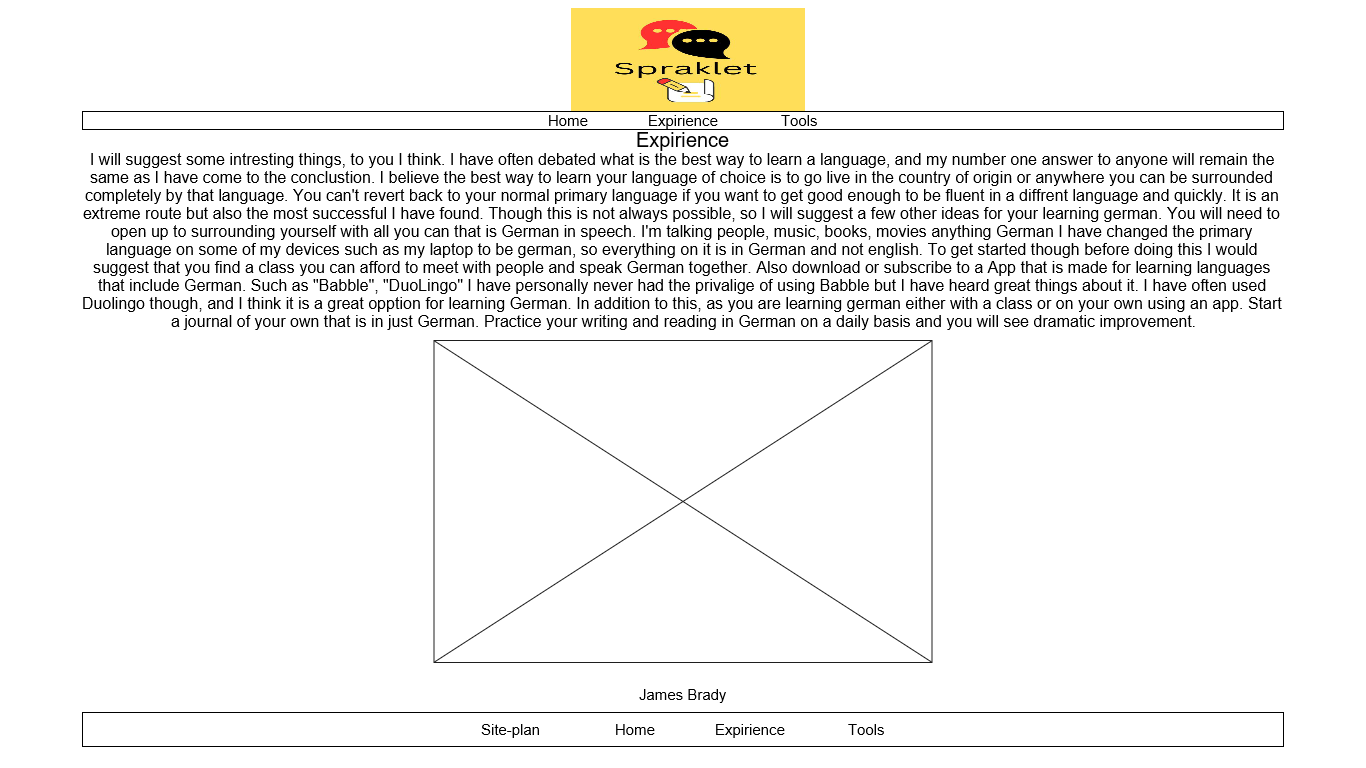 Spraklet
Home Expirience Tools
Expirience
I will suggest some intresting things, to you I think. I have often debated what is the best way to learn a language, and my number one answer to anyone will remain the
same as I have come to the conclustion. I believe the best way to learn your language of choice is to go live in the country of origin or anywhere you can be surrounded
completely by that language. You can't revert back to your normal primary language if you want to get good enough to be fluent in a diffrent language and quickly. It is an
extreme route but also the most successful I have found. Though this is not always possible, so I will suggest a few other ideas for your learning german. You will need to
open up to surrounding yourself with all you can that is German in speech. I'm talking people, music, books, movies anything German I have changed the primary
language on some of my devices such as my laptop to be german, so everything on it is in German and not english. To get started though before doing this I would
suggest that you find a class you can afford to meet with people and speak German together. Also download or subscribe to a App that is made for learning languages
that include German. Such as "Babble", "DuoLingo" I have personally never had the privalige of using Babble but I have heard great things about it. I have often used
Duolingo though, and I think it is a great opption for learning German. In addition to this, as you are learning german either with a class or on your own using an app. Start
a journal of your own that is in just German. Practice your writing and reading in German on a daily basis and you will see dramatic improvement.
James Brady
Site-plan Home Expirience Tools